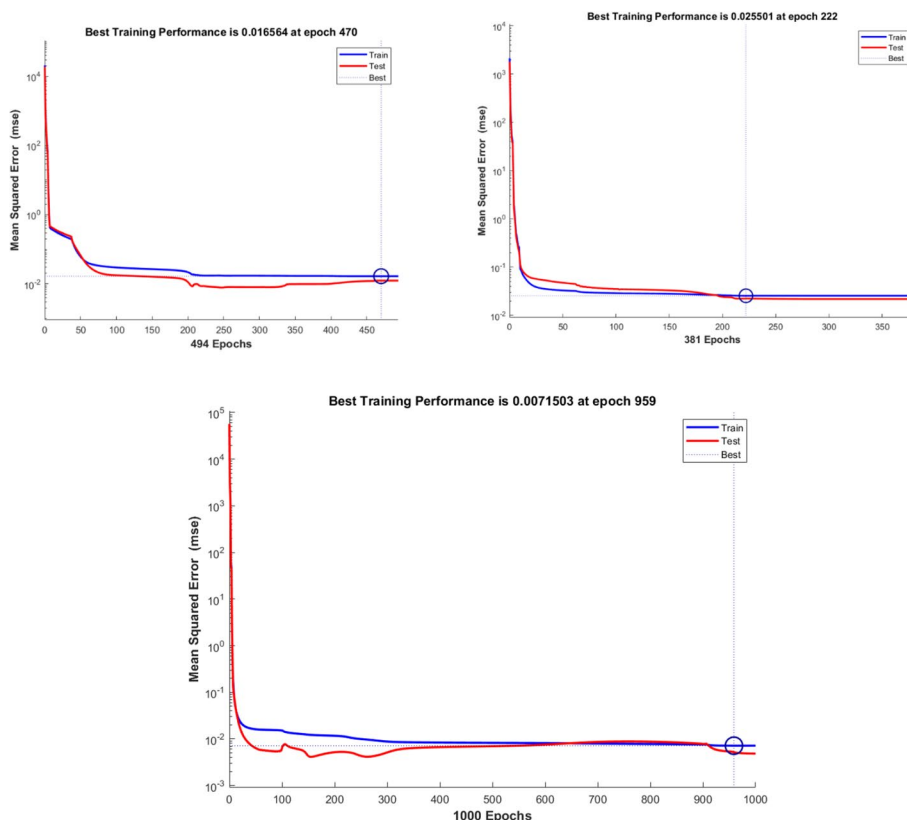 Best Training Performance is 0.016564 at epoch 470
Mean Squared Error (mse)
10^4
10^2
10^0
10^-2
Train
Test
Best
0 50 100 150 200 250 300 350 400 450
494 Epochs
Best Training Performance is 0.025501 at epoch 222
Mean Squared Error (mse)
10^4
10^3
10^2
10^1
10^0
10^-1
10^-2
Train
Test
Best
0 50 100 150 200 250 300 350
381 Epochs
Best Training Performance is 0.0071503 at epoch 959
Mean Squared Error (mse)
10^5
10^4
10^3
10^2
10^1
10^0
10^-1
10^-2
10^-3
Train
Test
Best
0 100 200 300 400 500 600 700 800 900 1000
1000 Epochs